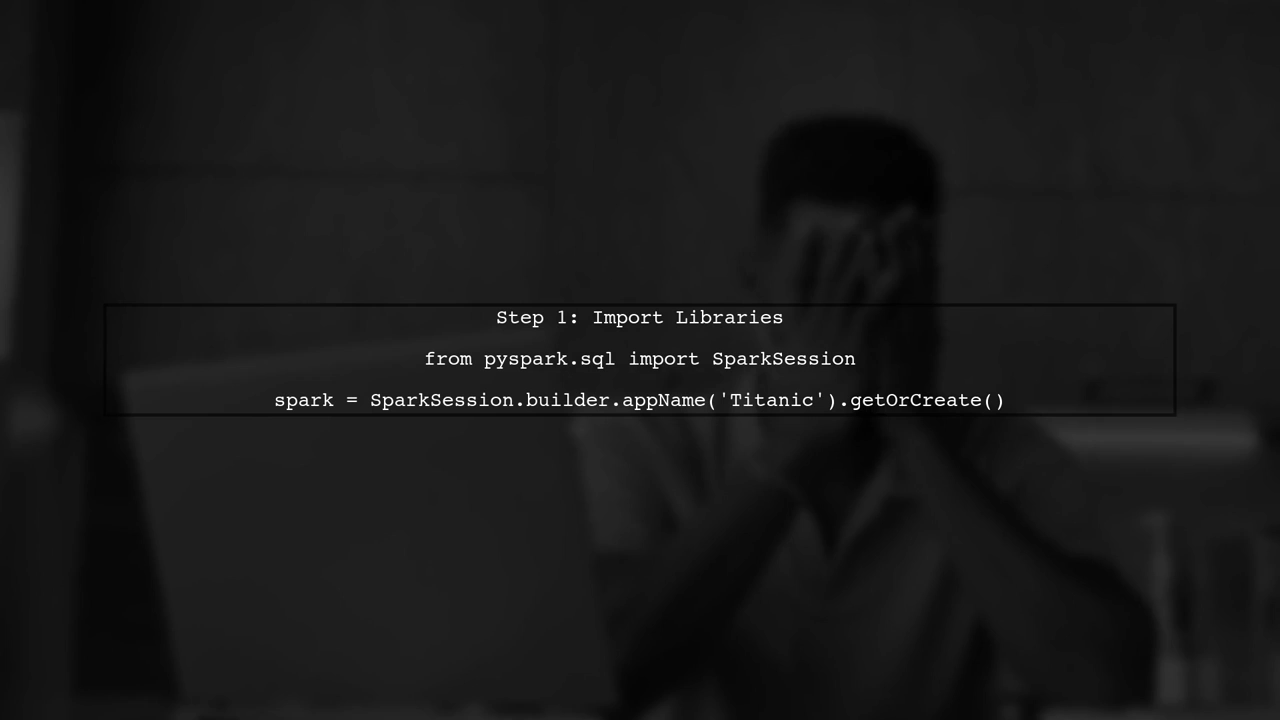 Step 1: Import Libraries
from pyspark.sql import SparkSession
spark = SparkSession.builder.appName('Titanic').getOrCreate()